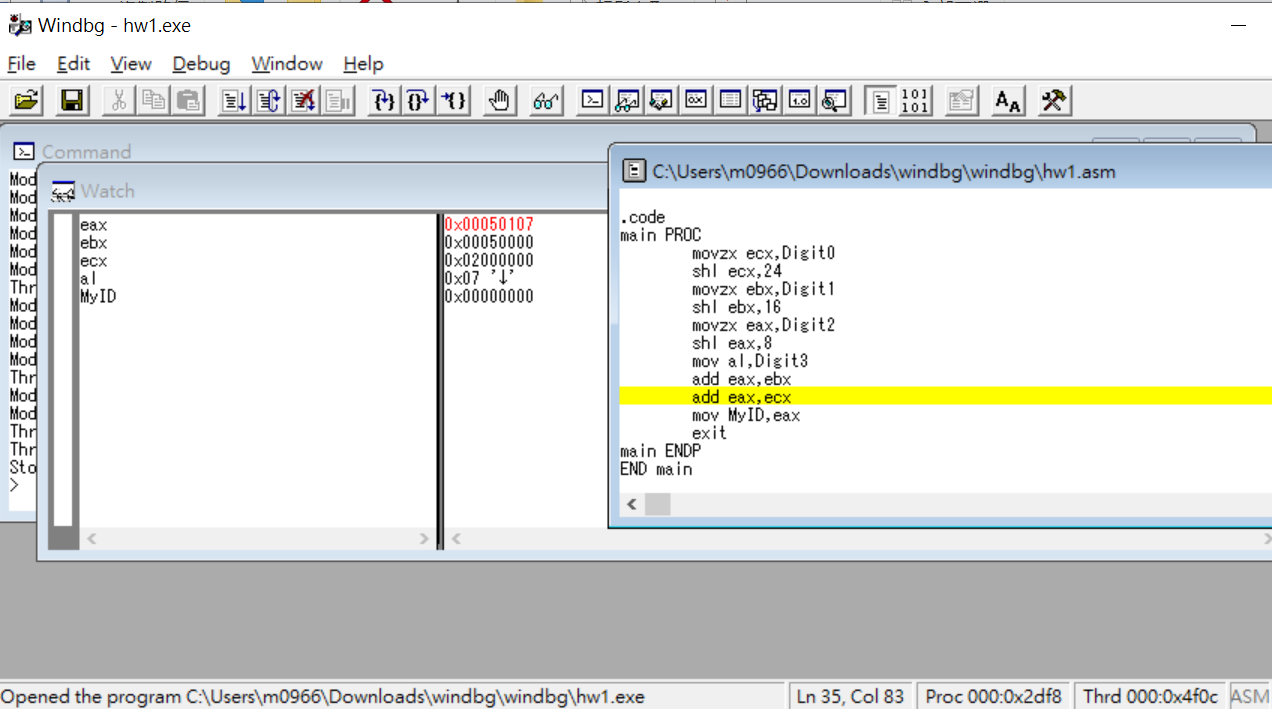 Windbg - hw1.exe
File Edit View Debug Window Help
Command
Mod
Mod
Mod
Mod
Mod
Mod
Thr
Mod
Mod
Mod
Mod
Thr
Mod
Mod
Thr
Thr
Sto
>
Watch
eax 0x00050107
ebx 0x00050000
ecx 0x02000000
al 0x07 '↓'
MyID 0x00000000
C:\Users\m0966\Downloads\windbg\windbg\hw1.asm
.code
main PROC
movzx ecx,Digit0
shl ecx,24
movzx ebx,Digit1
shl ebx,16
movzx eax,Digit2
shl eax,8
mov al,Digit3
add eax,ebx
add eax,ecx
mov MyID,eax
exit
main ENDP
END main
Opened the program C:\Users\m0966\Downloads\windbg\windbg\hw1.exe
Ln 35, Col 83
Proc 000:0x2df8
Thrd 000:0x4f0c
ASM